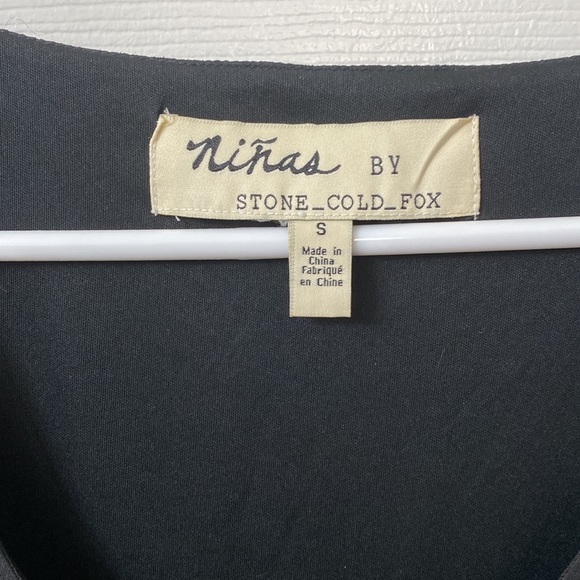 Niñas BY
STONE_COLD_FOX
S
Made in
China
Fabriqué
en Chine